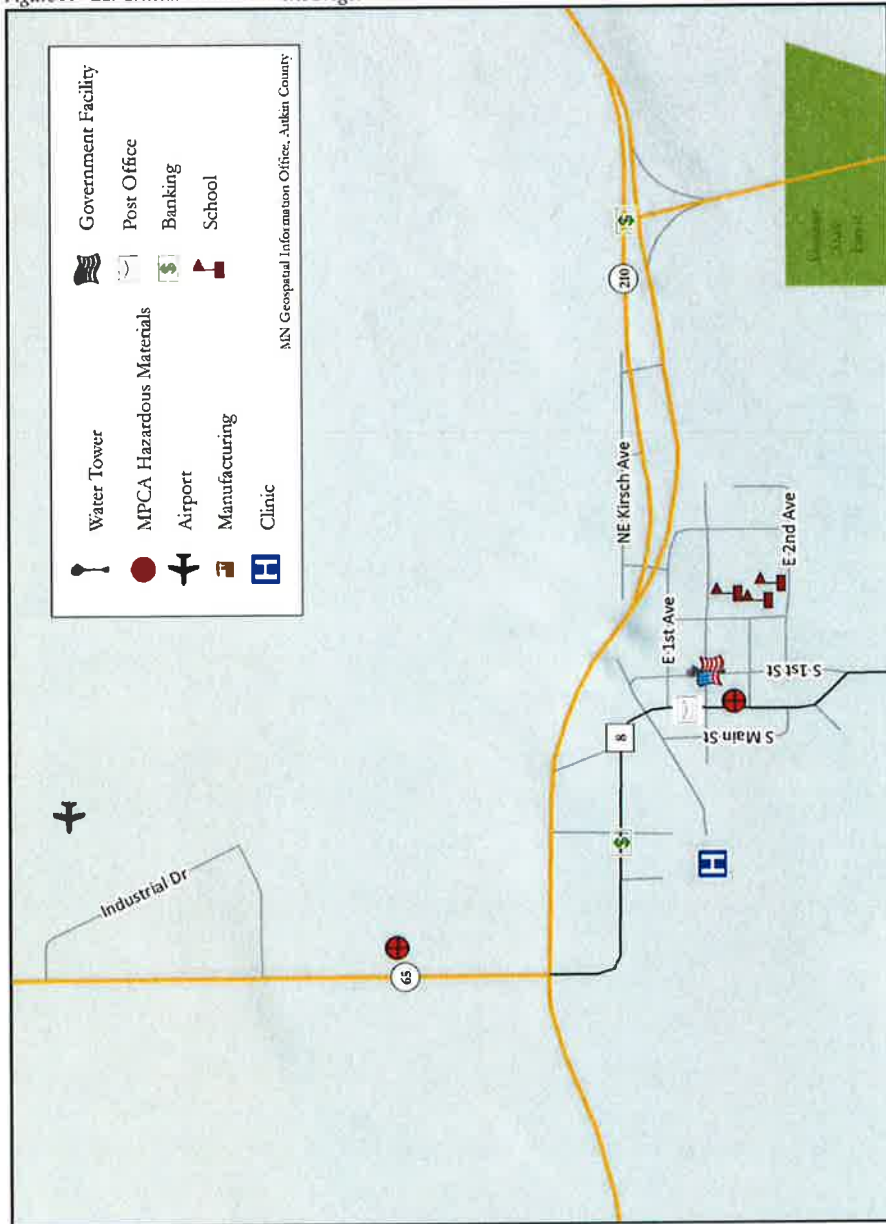 Water Tower
MPCA Hazardous Materials
Airport
Manufacturing
Clinic
Government Facility
Post Office
Banking
School
MN Geospatial Information Office, Aitkin County
Industrial Dr
65
210
NE Kirsch Ave
8
E 1st Ave
E 2nd Ave
S 1st St
S Main St
H
H
$
$
$